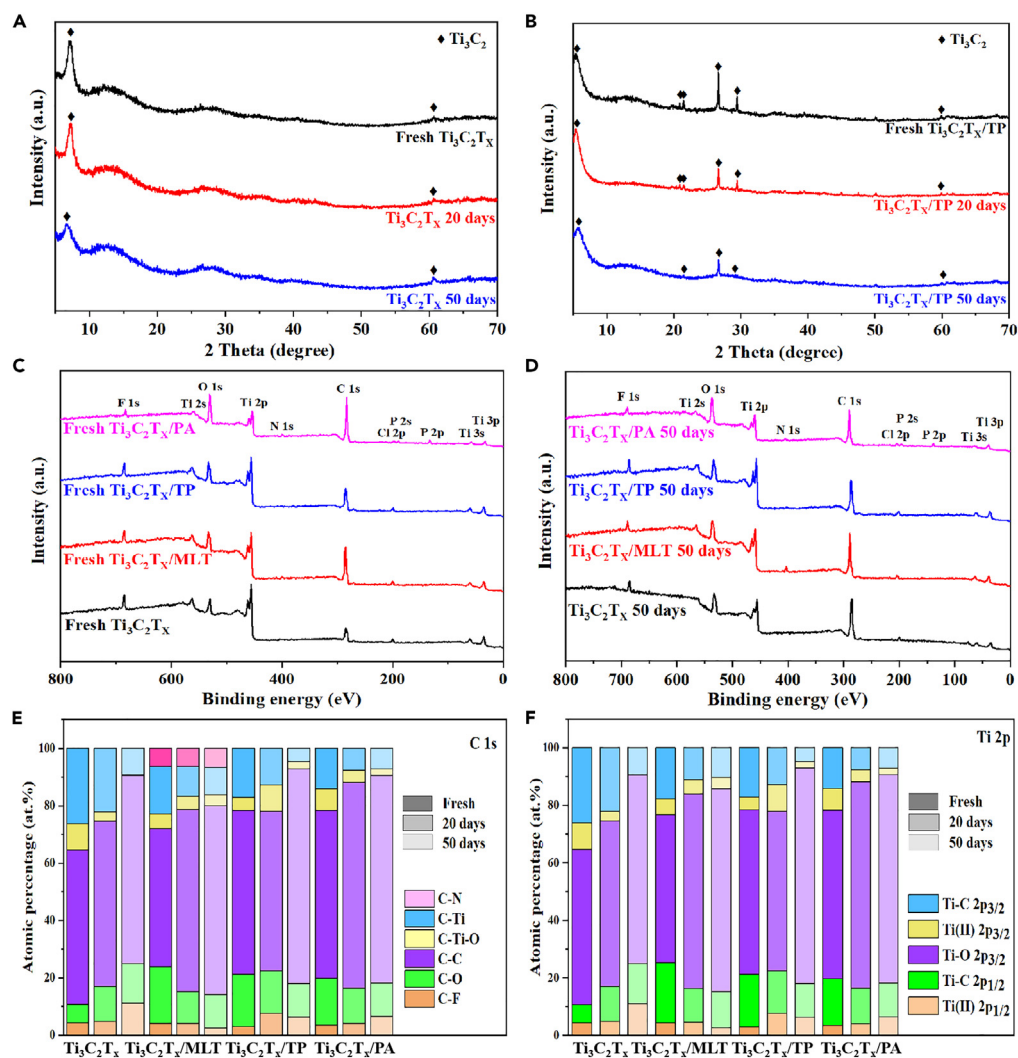 A
◆ Ti₃C₂
Fresh Ti₃C₂Tₓ
Ti₃C₂Tₓ 20 days
Ti₃C₂Tₓ 50 days
Intensity (a.u.)
10 20 30 40 50 60 70
2 Theta (degree)
B
◆ Ti₃C₂
Fresh Ti₃C₂Tₓ/TP
Ti₃C₂Tₓ/TP 20 days
Ti₃C₂Tₓ/TP 50 days
Intensity (a.u.)
10 20 30 40 50 60 70
2 Theta (degree)
C
F 1s Ti 2s O 1s Ti 2p N 1s C 1s Cl 2p P 2s P 2p Ti 3s Ti 3p
Fresh Ti₃C₂Tₓ/PA
Fresh Ti₃C₂Tₓ/TP
Fresh Ti₃C₂Tₓ/MLT
Fresh Ti₃C₂Tₓ
Intensity (a.u.)
800 600 400 200 0
Binding energy (eV)
D
F 1s Ti 2s O 1s Ti 2p N 1s C 1s Cl 2p P 2s P 2p Ti 3s Ti 3p
Ti₃C₂Tₓ/PA 50 days
Ti₃C₂Tₓ/TP 50 days
Ti₃C₂Tₓ/MLT 50 days
Ti₃C₂Tₓ 50 days
Intensity (a.u.)
800 700 600 500 400 300 200 100 0
Binding energy (eV)
E
C 1s
Fresh
20 days
50 days
C-N
C-Ti
C-Ti-O
C-C
C-O
C-F
Atomic percentage (at.%)
100
80
60
40
20
0
Ti₃C₂Tₓ Ti₃C₂Tₓ/MLT Ti₃C₂Tₓ/TP Ti₃C₂Tₓ/PA
F
Ti 2p
Fresh
20 days
50 days
Ti-C 2p₃/₂
Ti(II) 2p₃/₂
Ti-O 2p₃/₂
Ti-C 2p₁/₂
Ti(II) 2p₁/₂
Atomic percentage (at.%)
100
80
60
40
20
0
Ti₃C₂Tₓ Ti₃C₂Tₓ/MLT Ti₃C₂Tₓ/TP Ti₃C₂Tₓ/PA